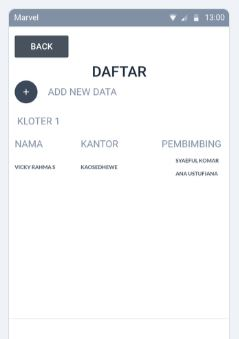 Marvel 13:00
BACK
DAFTAR
+ ADD NEW DATA
KLOTER 1
NAMA KANTOR PEMBIMBING
VICKY RAHMA S KAOSEDHEWE SYAEFUL KOMAR
ANA USTUFIANA